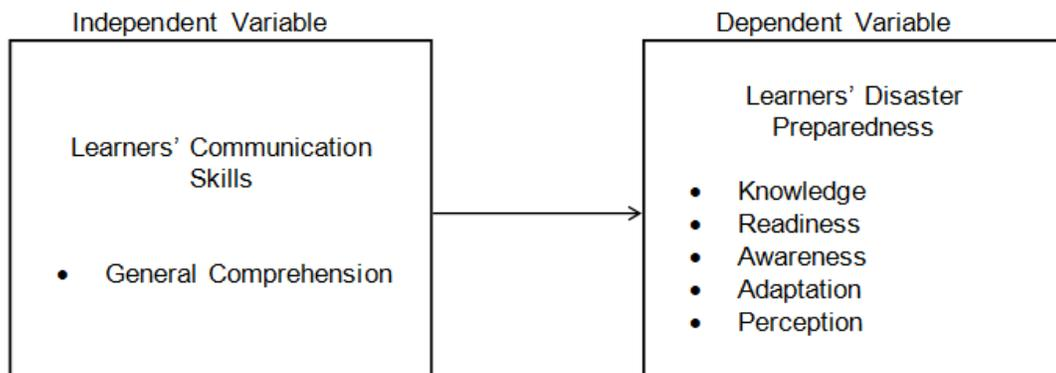 Independent Variable
Learners’ Communication
Skills
• General Comprehension
Dependent Variable
Learners’ Disaster
Preparedness
• Knowledge
• Readiness
• Awareness
• Adaptation
• Perception